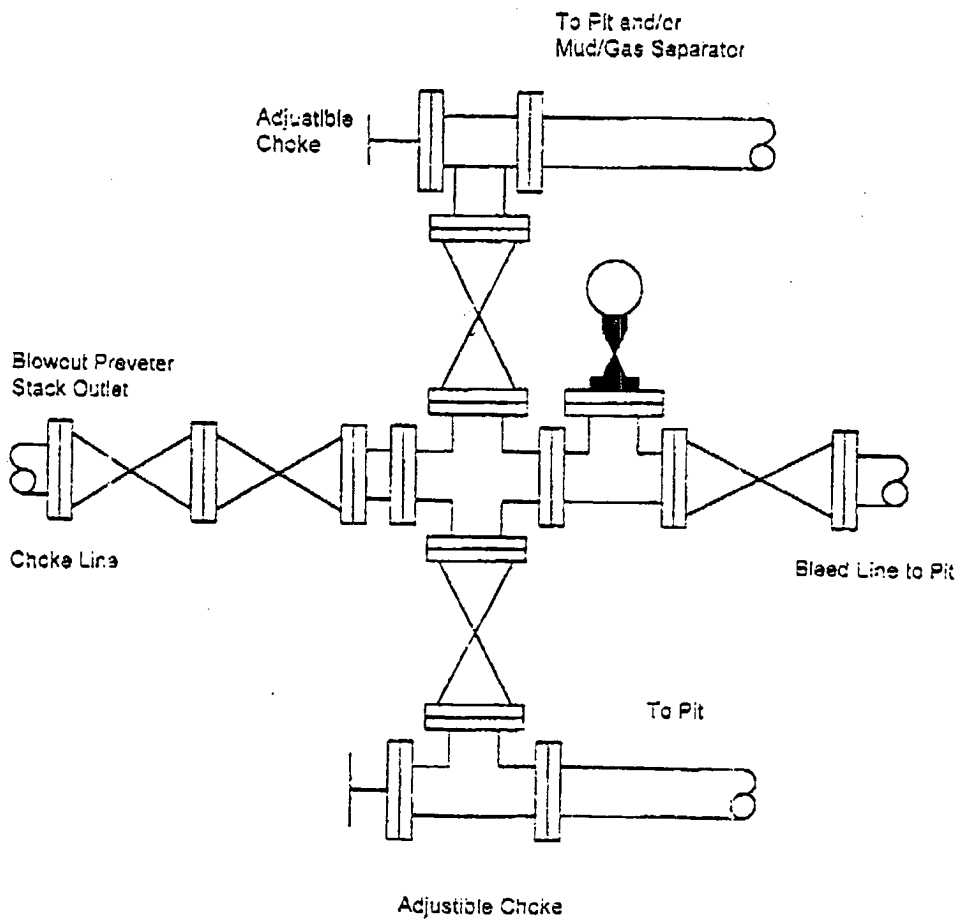 To Pit and/or
Mud/Gas Separator
Adjustible
Choke
Blowout Preveter
Stack Outlet
Choke Line
Bleed Line to Pit
To Pit
Adjustible Choke